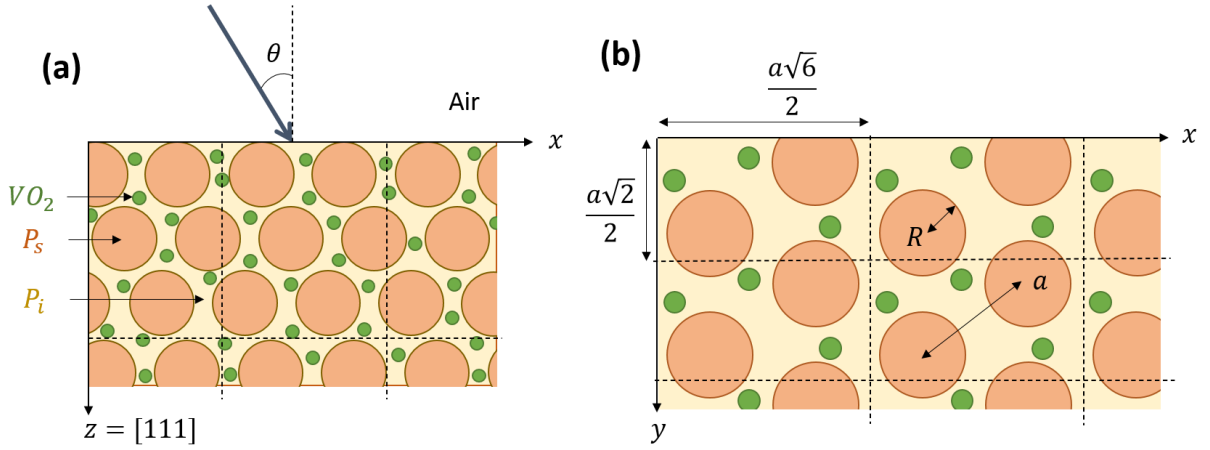 (a)
θ
Air
x
VO₂
Pₛ
Pᵢ
z = [111]
(b)
a√6/2
x
a√2/2
R
a
y